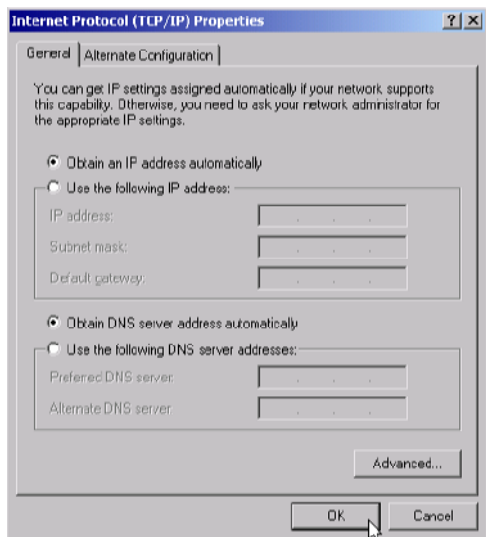 Internet Protocol (TCP/IP) Properties
? X
General Alternate Configuration
You can get IP settings assigned automatically if your network supports
this capability. Otherwise, you need to ask your network administrator for
the appropriate IP settings.
Obtain an IP address automatically
Use the following IP address:
IP address:
Subnet mask:
Default gateway:
Obtain DNS server address automatically
Use the following DNS server addresses:
Preferred DNS server:
Alternate DNS server
Advanced...
OK Cancel